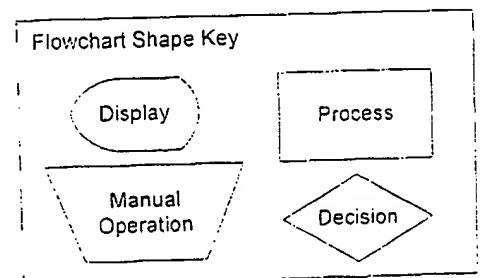 Flowchart Shape Key
Display
Process
Manual
Operation
Decision